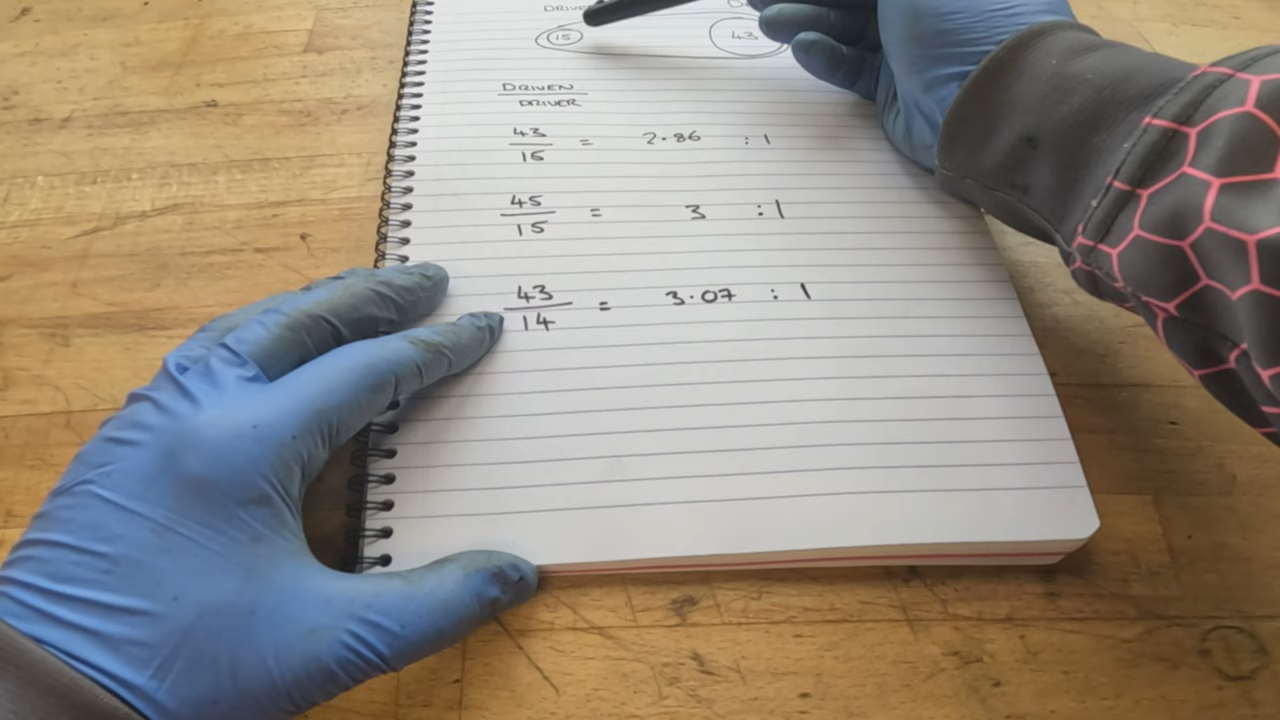 15 43
DRIVEN
DRIVER
43
15 = 2.86 :1
45
15 = 3 :1
43
14 = 3.07 :1